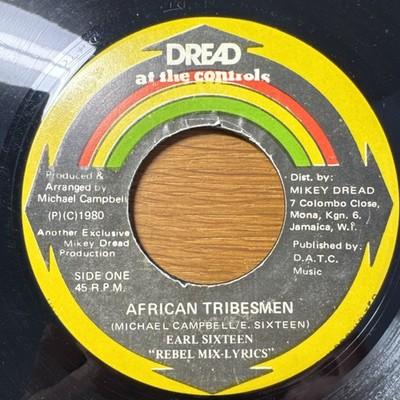 DREAD
at the controls
Produced &
Arranged by
Michael Campbell
(P)(C)1980
Another Exclusive
Mikey Dread
Production
SIDE ONE
45 R.P.M.
Dist. by:
MIKEY DREAD
7 Colombo Close,
Mona, Kgn. 6.
Jamaica, W.I.
Published by:
D.A.T.C.
Music
AFRICAN TRIBESMEN
(MICHAEL CAMPBELL/E. SIXTEEN)
EARL SIXTEEN
"REBEL MIX-LYRICS"